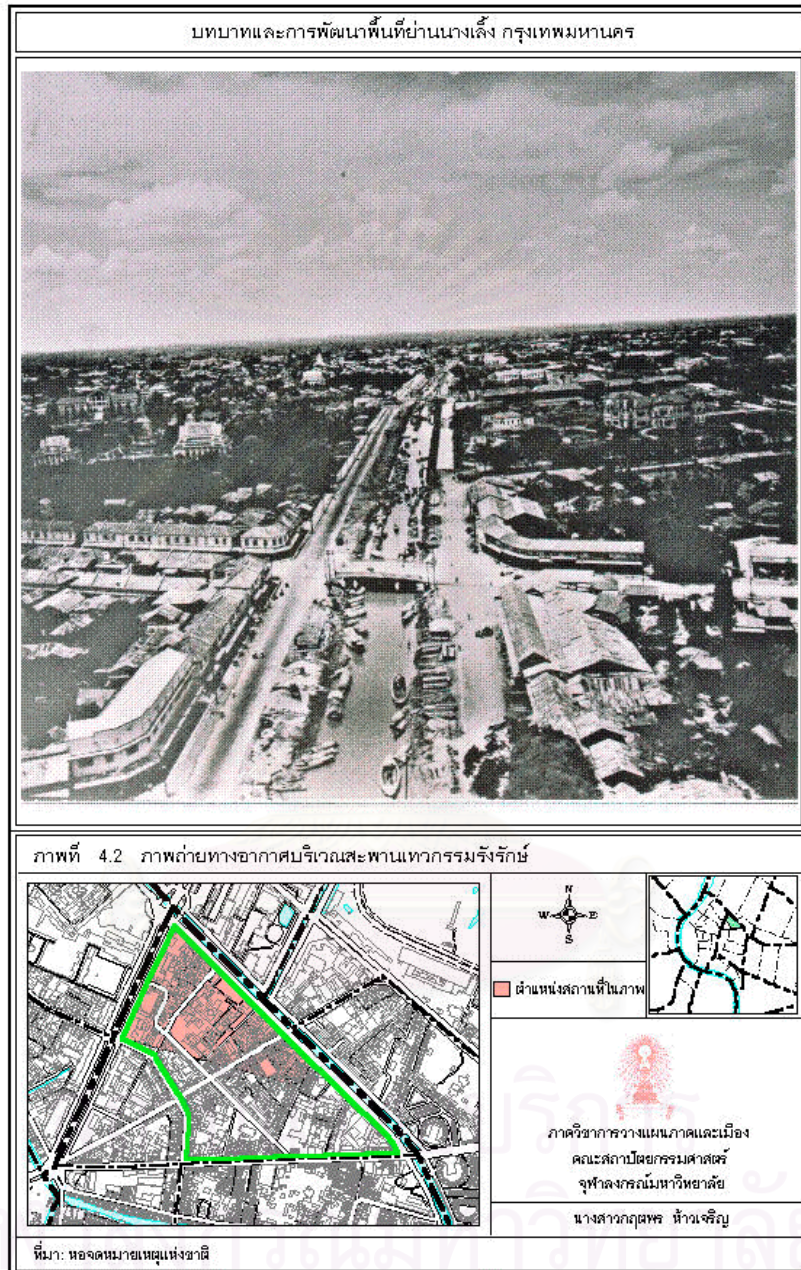 บทบาทและการพัฒนาพื้นที่ย่านนางเลิ้ง กรุงเทพมหานคร
ภาพที่ 4.2 ภาพถ่ายทางอากาศบริเวณสะพานเทวกรรมรังรักษ์
N
W E
S
ตำแหน่งสถานที่ในภาพ
ภาควิชาการวางแผนภาคและเมือง
คณะสถาปัตยกรรมศาสตร์
จุฬาลงกรณ์มหาวิทยาลัย
นางสาวกฤตพร ห้าวเจริญ
ที่มา: หอจดหมายเหตุแห่งชาติ